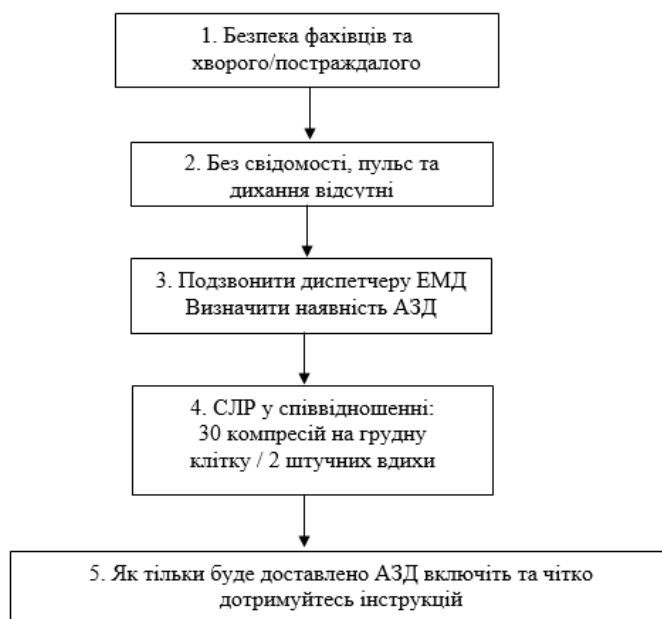 1. Безпека фахівців та
хворого/постраждалого
2. Без свідомості, пульс та
дихання відсутні
3. Подзвонити диспетчеру ЕМД
Визначити наявність АЗД
4. СЛР у співвідношенні:
30 компресій на грудну
клітку / 2 штучних вдихи
5. Як тільки буде доставлено АЗД включіть та чітко
дотримуйтесь інструкцій